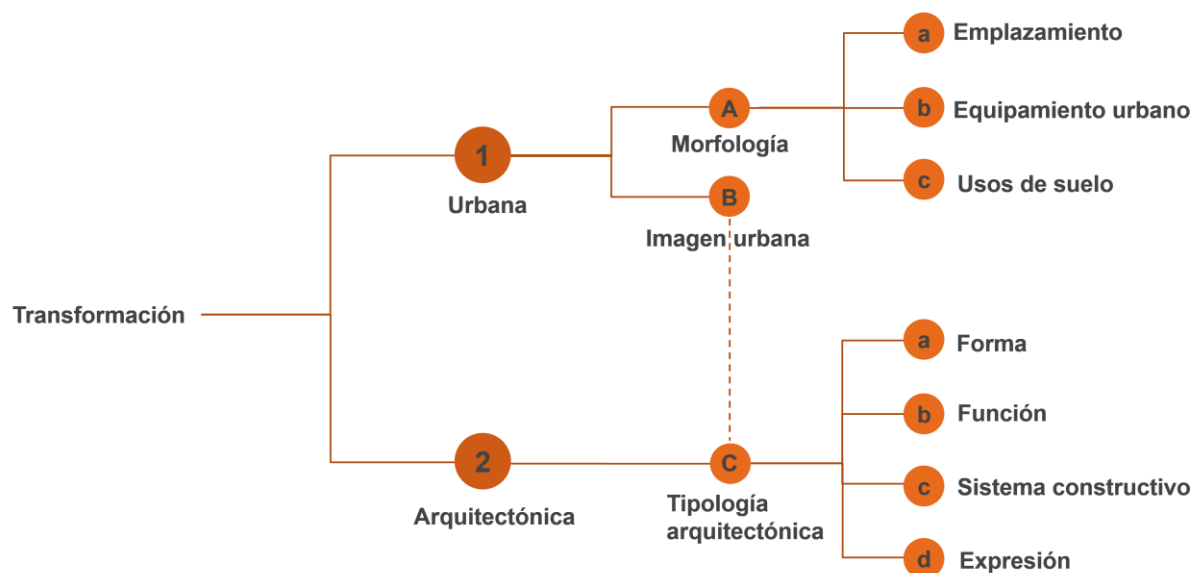 Transformación
1
Urbana
A
Morfología
a
Emplazamiento
b
Equipamiento urbano
c
Usos de suelo
B
Imagen urbana
2
Arquitectónica
C
Tipología
arquitectónica
a
Forma
b
Función
c
Sistema constructivo
d
Expresión